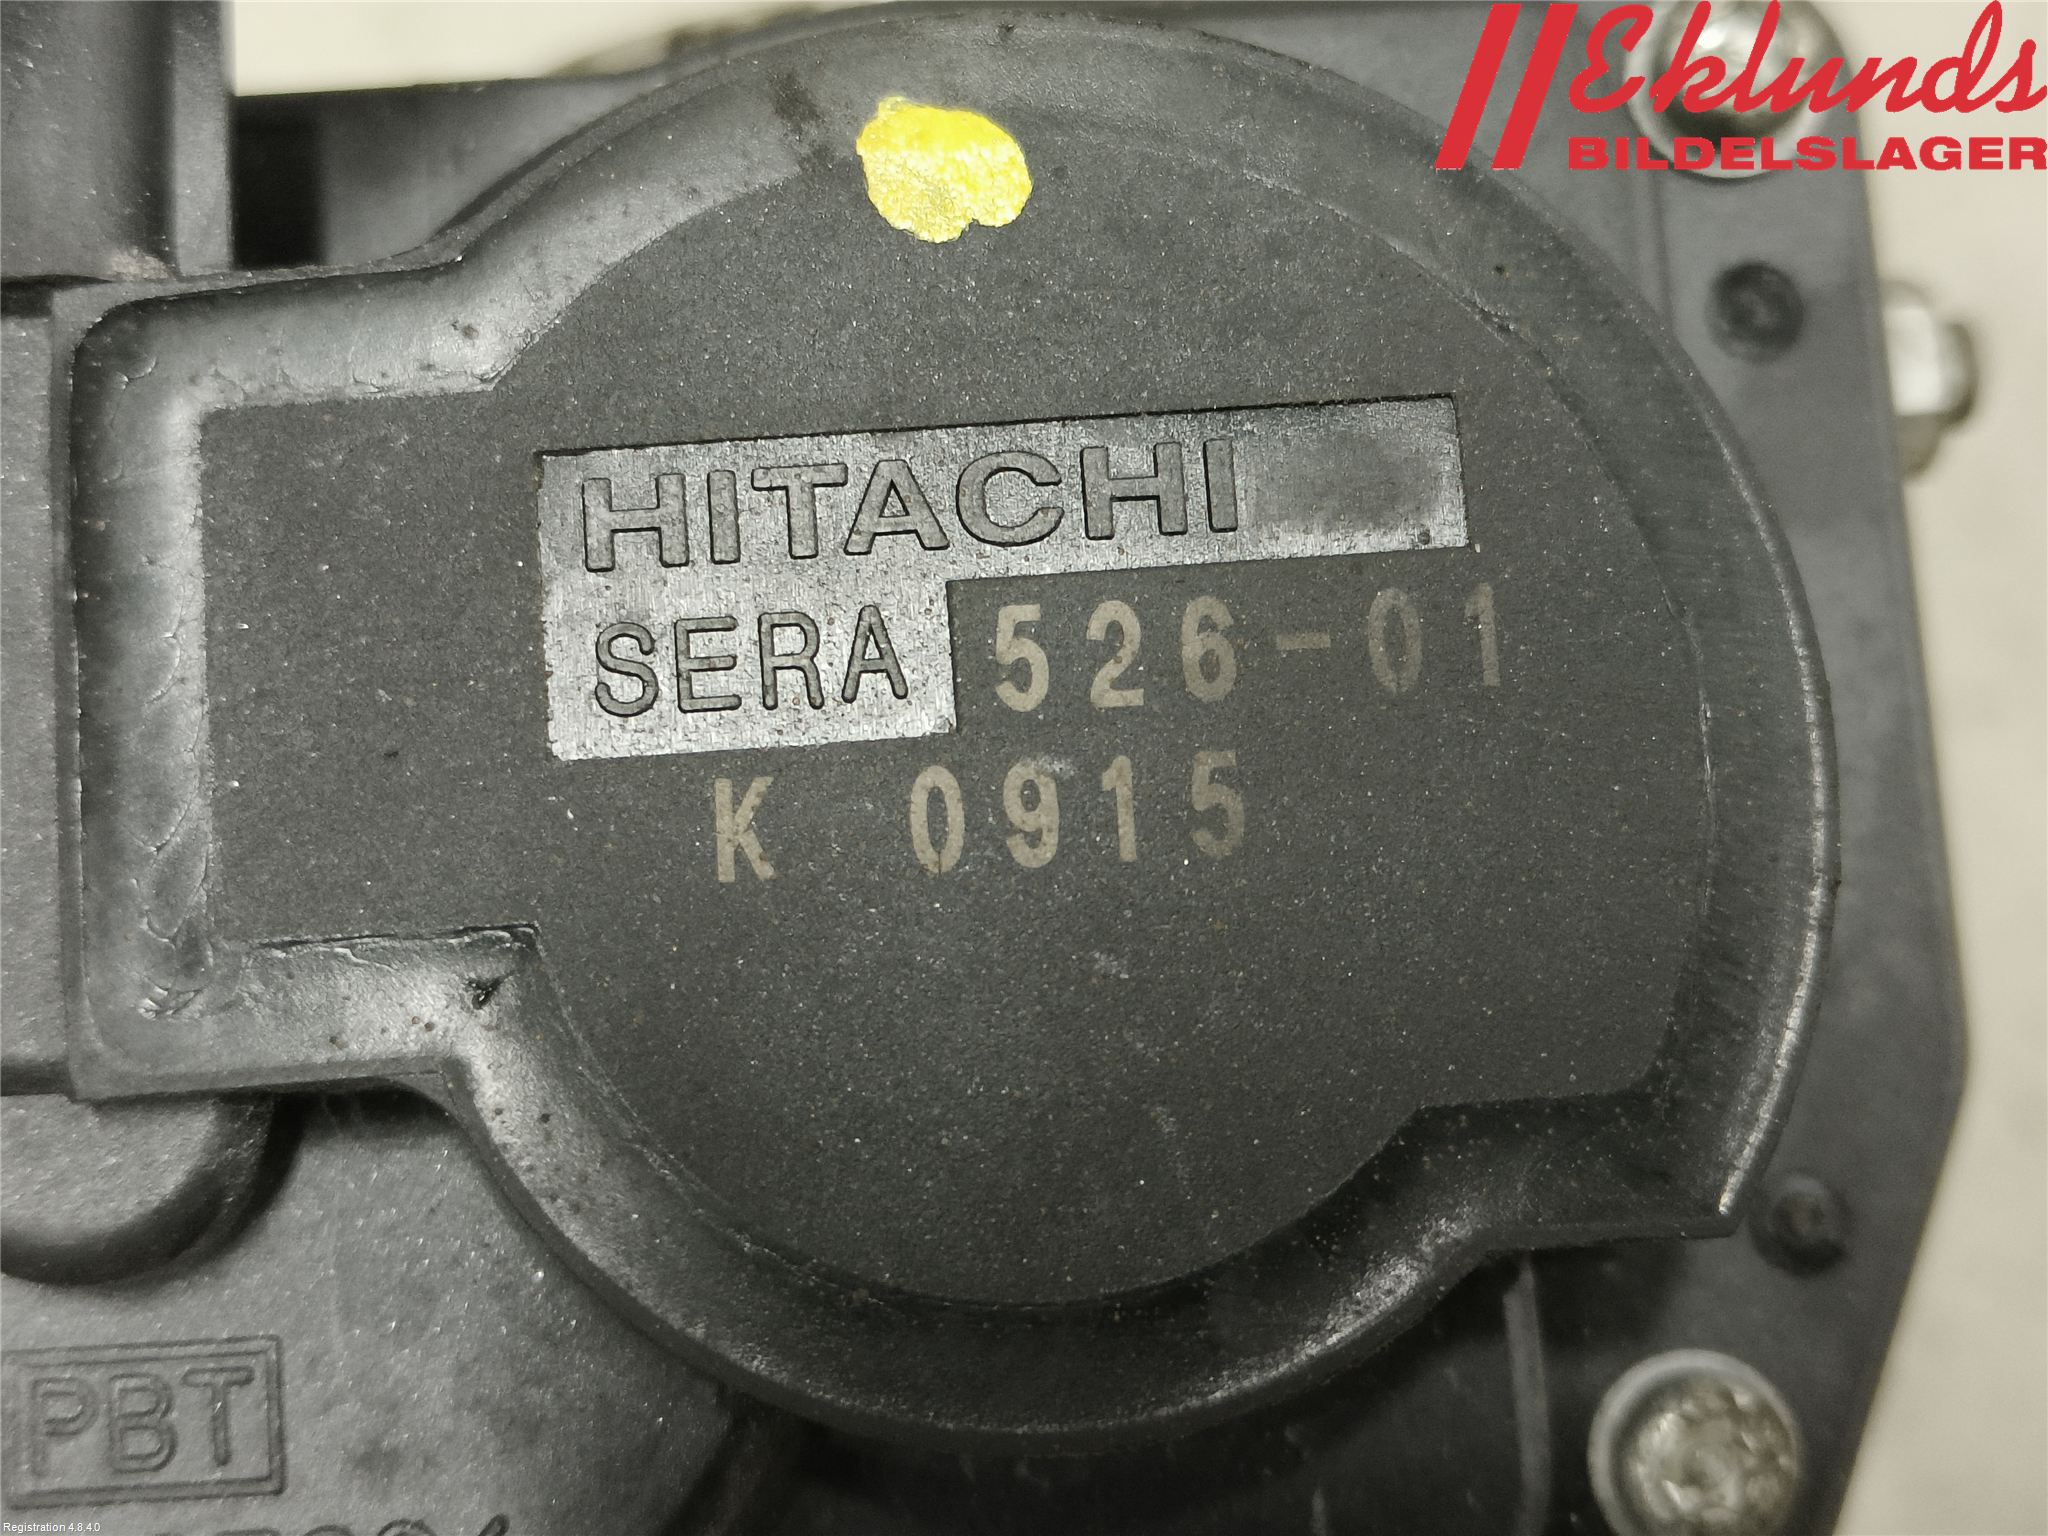 Eklunds
BILDELSLAGER
HITACHI
SERA 526-01
K 0915
PBT
Registration 4.8.4.0